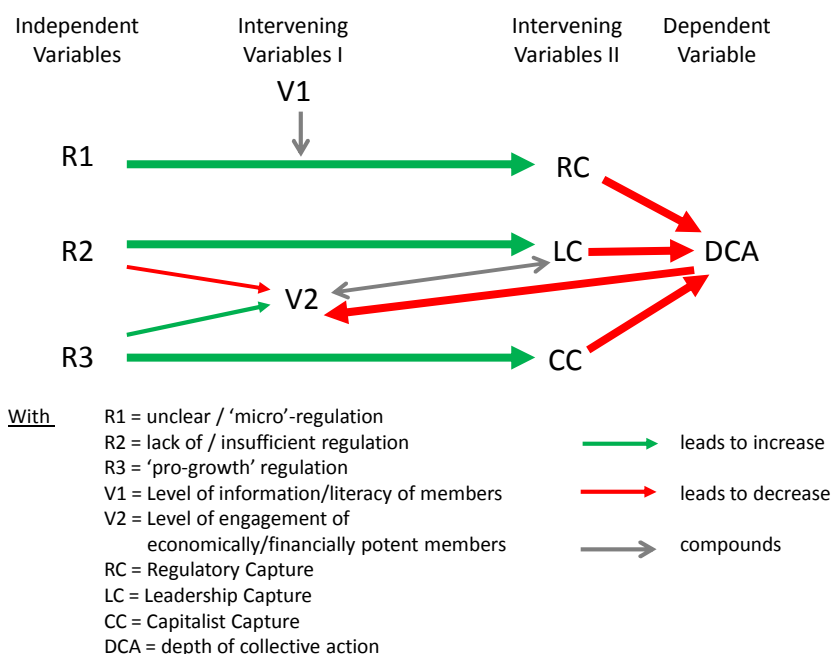 Independent Variables
Intervening Variables I
Intervening Variables II
Dependent Variable
V1
R1
RC
R2
LC
DCA
V2
R3
CC
With
R1 = unclear / ‘micro’-regulation
R2 = lack of / insufficient regulation
R3 = ‘pro-growth’ regulation
V1 = Level of information/literacy of members
V2 = Level of engagement of
economically/financially potent members
RC = Regulatory Capture
LC = Leadership Capture
CC = Capitalist Capture
DCA = depth of collective action
leads to increase
leads to decrease
compounds